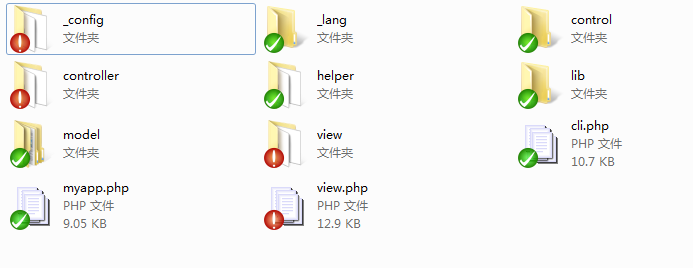 _config
文件夹
_lang
文件夹
control
文件夹
controller
文件夹
helper
文件夹
lib
文件夹
model
文件夹
view
文件夹
cli.php
PHP 文件
10.7 KB
myapp.php
PHP 文件
9.05 KB
view.php
PHP 文件
12.9 KB